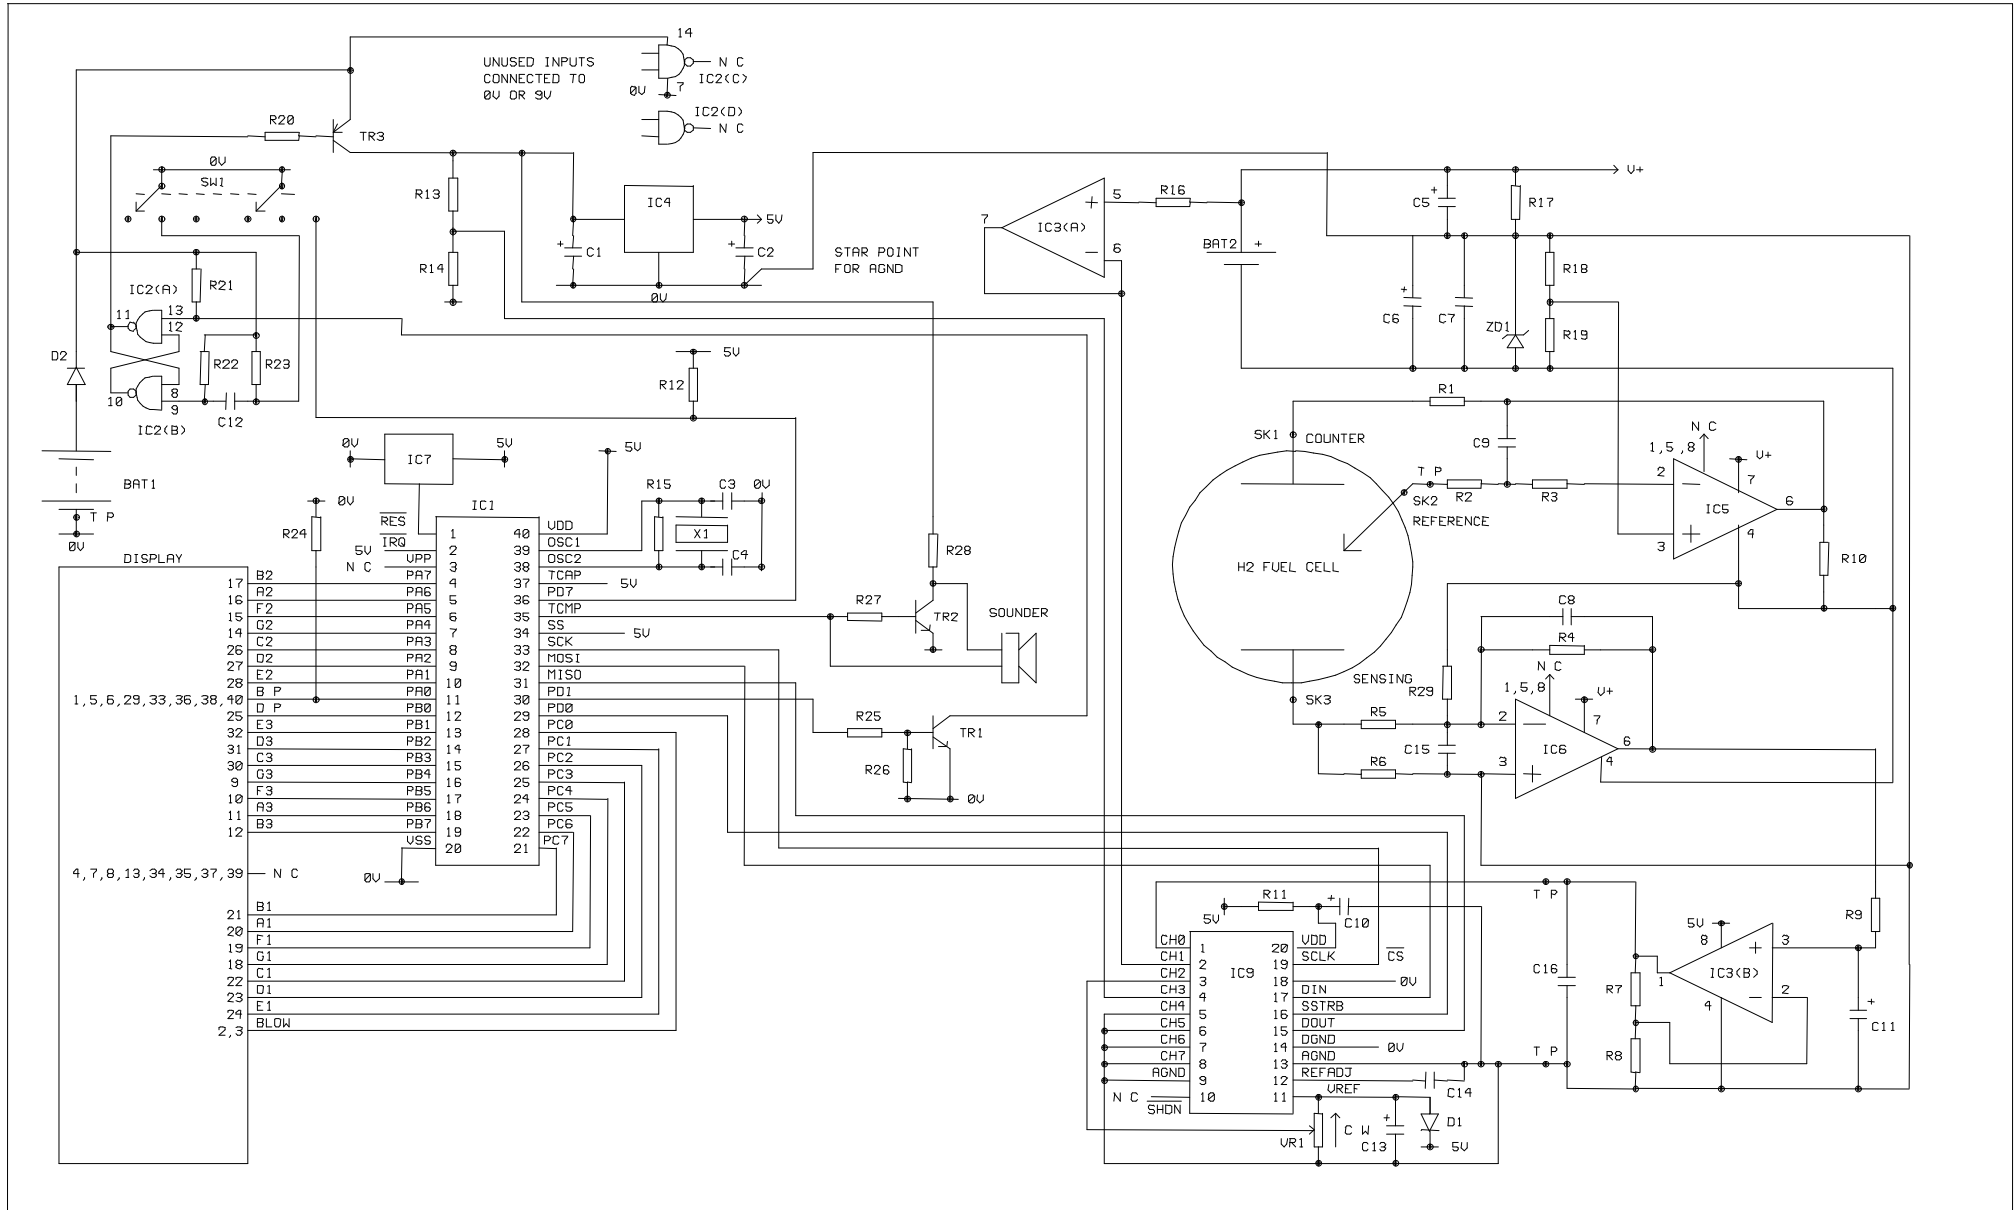 14
UNUSED INPUTS
CONNECTED TO
0V OR 9V
N C
IC2(C)
0V
7
IC2(D)
N C
R20
TR3
0V
SW1
R13
IC4
5V
C1
C2
R14
0V
STAR POINT
FOR AGND
7
IC3(A)
+
5
−
6
R16
V+
C5
+
R17
BAT2
+
R18
C6
+
C7
ZD1
R19
IC2(A)
R21
11
13
12
D2
R22
R23
8
10
9
IC2(B)
C12
5V
R12
BAT1
T P
0V
0V
IC7
5V
5V
R24
0V
R15
C3
0V
X1
C4
IC1
RES
1
IRQ
5V
2
VPP
N C
3
PA7
4
PA6
5
PA5
6
PA4
7
PA3
8
PA2
9
PA1
10
PA0
11
PB0
12
PB1
13
PB2
14
PB3
15
PB4
16
PB5
17
PB6
18
PB7
19
VSS
20
0V
40
VDD
39
OSC1
38
OSC2
37
TCAP
5V
36
PD7
35
TCMP
34
SS
5V
33
SCK
32
MOSI
31
MISO
30
PD1
29
PD0
28
PC0
27
PC1
26
PC2
25
PC3
24
PC4
23
PC5
22
PC6
21
PC7
DISPLAY
17
B2
16
A2
15
F2
14
G2
26
C2
27
D2
28
E2
1,5,6,29,33,36,38,40
B P
25
D P
32
E3
31
D3
30
C3
9
G3
10
F3
11
A3
12
B3
4,7,8,13,34,35,37,39
N C
21
B1
20
A1
19
F1
18
G1
22
C1
23
D1
24
E1
2,3
BLOW
R28
R27
TR2
SOUNDER
R25
TR1
R26
0V
R1
SK1
COUNTER
C9
T P
SK2
REFERENCE
R2
R3
H2 FUEL CELL
N C
1,5,8
V+
2
7
−
IC5
6
+
3
4
R10
C8
R4
SENSING
R29
SK3
N C
1,5,8
V+
R5
2
7
−
C15
IC6
6
R6
3
+
4
R9
T P
R11
5V
+
C10
5V
8
+
3
IC3(B)
1
−
2
4
C16
R7
R8
+
C11
T P
IC9
CH0
1
CH1
2
CH2
3
CH3
4
CH4
5
CH5
6
CH6
7
CH7
8
AGND
9
N C
10
SHDN
20
VDD
19
SCLK
CS
18
0V
17
DIN
16
SSTRB
15
DOUT
14
DGND
0V
13
AGND
12
REFADJ
11
VREF
C14
VR1
C W
+
C13
D1
5V